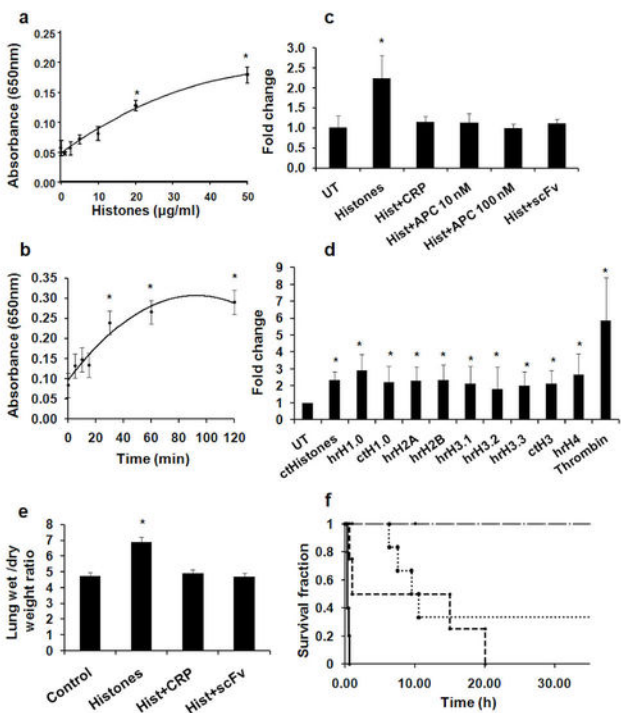 a
Absorbance (650nm)
0.25
0.20
0.15
0.10
0.05
0.00
0 10 20 30 40 50
Histones (µg/ml)
* *
c
Fold change
3.0
2.5
2.0
1.5
1.0
0.5
0.0
*
UT
Histones
Hist+CRP
Hist+APC 10 nM
Hist+APC 100 nM
Hist+scFv
b
Absorbance (650nm)
0.35
0.30
0.25
0.20
0.15
0.10
0.05
0.00
0 20 40 60 80 100 120
Time (min)
* * *
d
Fold change
9
8
7
6
5
4
3
2
1
0
* * * * * * * * * * *
UT
ctHistones
hrH1.0
ctH1.0
hrH2A
hrH2B
hrH3.1
hrH3.2
hrH3.3
ctH3
hrH4
Thrombin
e
Lung wet /dry
weight ratio
8
7
6
5
4
3
2
1
0
*
Control
Histones
Hist+CRP
Hist+scFv
f
Survival fraction
1
0.8
0.6
0.4
0.2
0
0.00 10.00 20.00 30.00
Time (h)